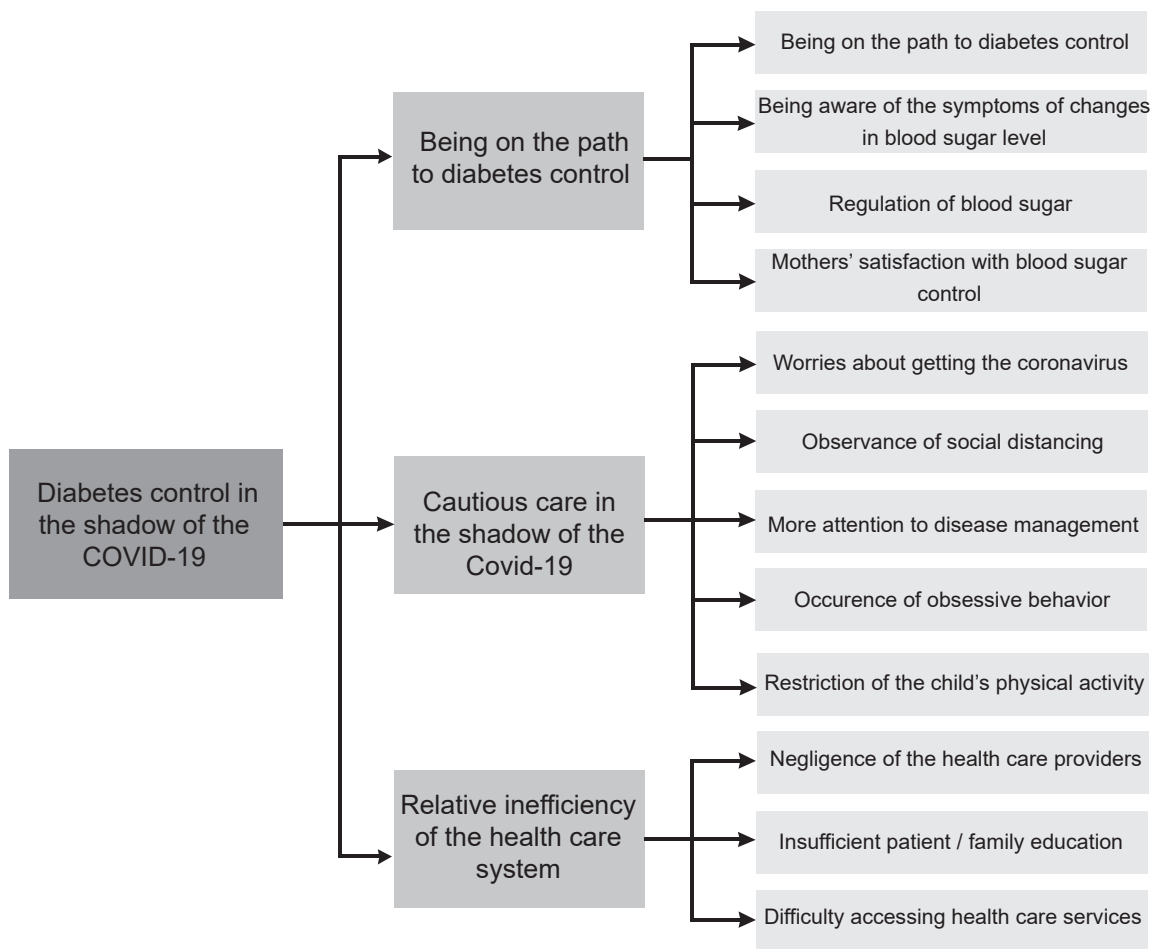 Being on the path to diabetes control
Being aware of the symptoms of changes
in blood sugar level
Being on the path
to diabetes control
Regulation of blood sugar
Mothers' satisfaction with blood sugar
control
Worries about getting the coronavirus
Observance of social distancing
Diabetes control in
the shadow of the
COVID-19
Cautious care in
the shadow of the
Covid-19
More attention to disease management
Occurence of obsessive behavior
Restriction of the child's physical activity
Negligence of the health care providers
Relative inefficiency
of the health care
system
Insufficient patient / family education
Difficulty accessing health care services